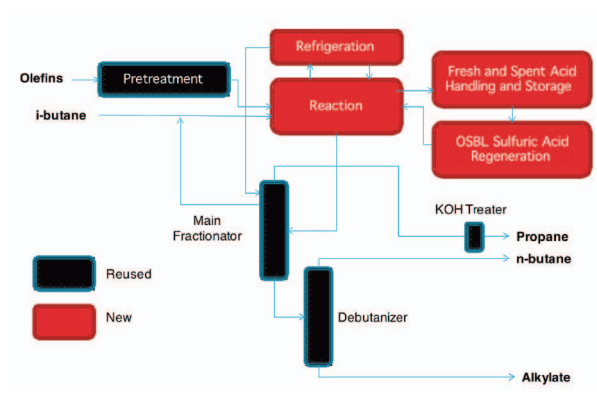 Refrigeration
Olefins
Pretreatment
Fresh and Spent Acid
Handling and Storage
i-butane
Reaction
OSBL Sulfuric Acid
Regeneration
Main
Fractionator
KOH Treater
Propane
n-butane
Reused
New
Debutanizer
Alkylate